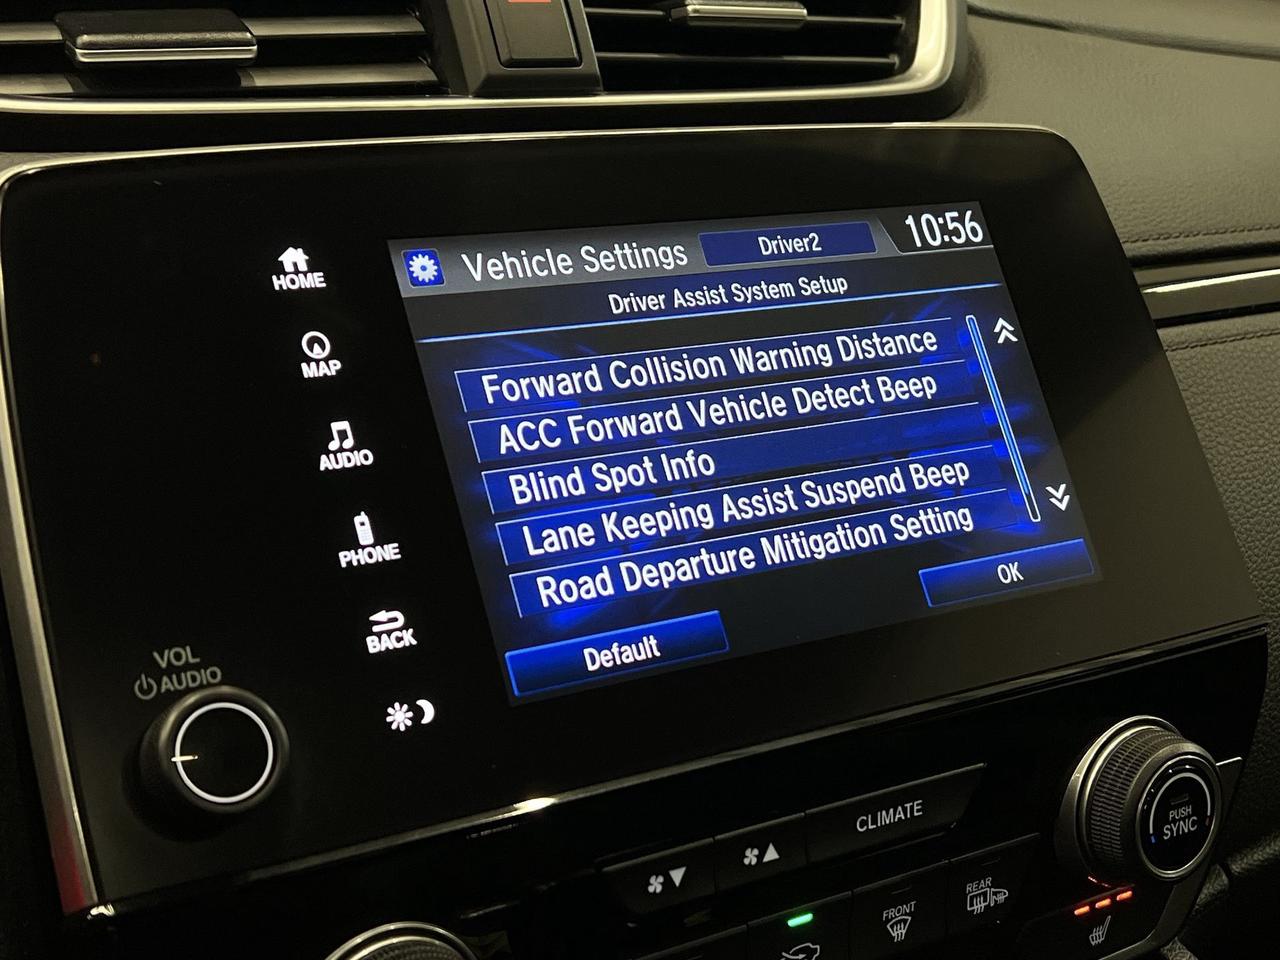 HOME
MAP
AUDIO
PHONE
BACK
VOL
AUDIO
Vehicle Settings
Driver2
10:56
Driver Assist System Setup
Forward Collision Warning Distance
ACC Forward Vehicle Detect Beep
Blind Spot Info
Lane Keeping Assist Suspend Beep
Road Departure Mitigation Setting
Default
OK
CLIMATE
PUSH
SYNC
FRONT
REAR